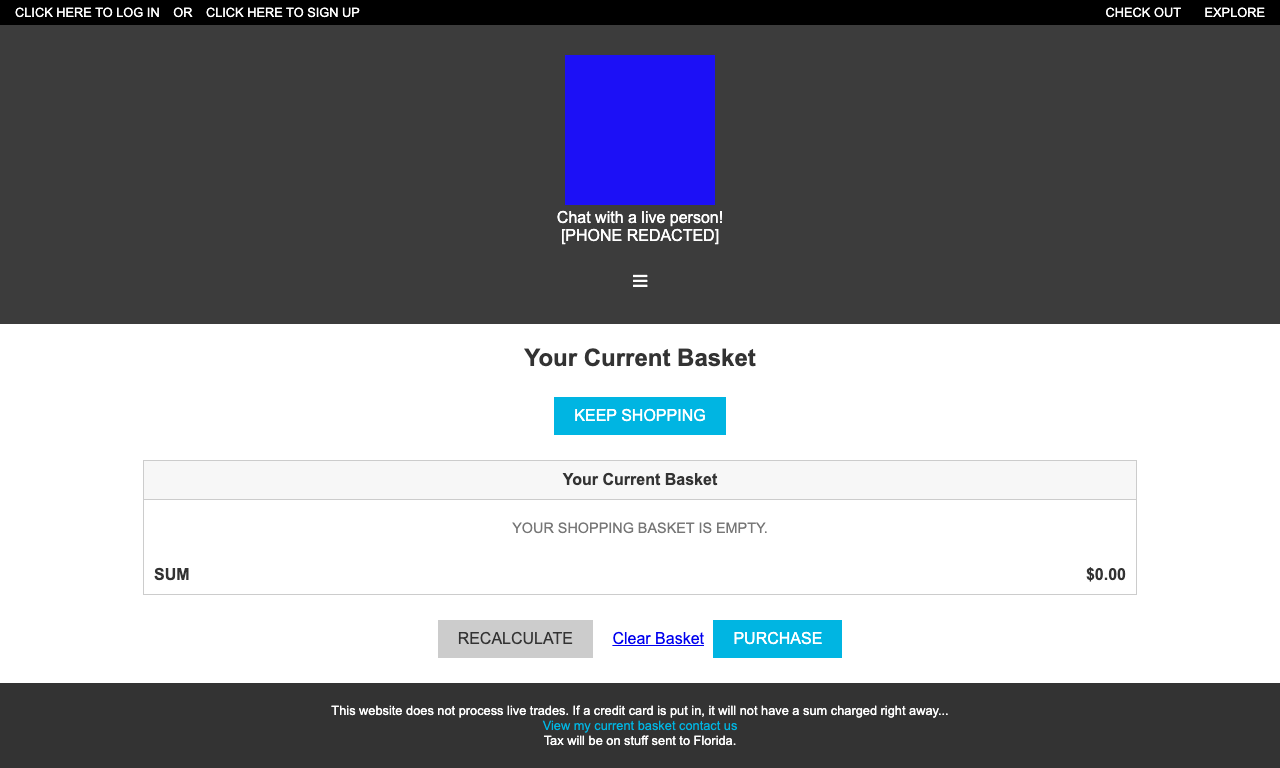 CLICK HERE TO LOG IN OR CLICK HERE TO SIGN UP CHECK OUT EXPLORE
Chat with a live person!
[PHONE REDACTED]
Your Current Basket
KEEP SHOPPING
Your Current Basket
YOUR SHOPPING BASKET IS EMPTY.
SUM $0.00
RECALCULATE Clear Basket PURCHASE
This website does not process live trades. If a credit card is put in, it will not have a sum charged right away...
View my current basket contact us
Tax will be on stuff sent to Florida.